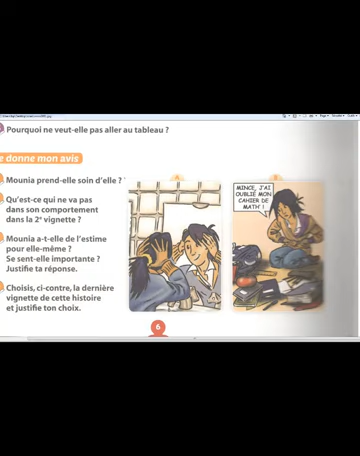 Pourquoi ne veut-elle pas aller au tableau ?
e donne mon avis
Mounia prend-elle soin d'elle ?
Qu'est-ce qui ne va pas
dans son comportement
dans la 2e vignette ?
Mounia a-t-elle de l'estime
pour elle-même ?
Se sent-elle importante ?
Justifie ta réponse.
Choisis, ci-contre, la dernière
vignette de cette histoire
et justifie ton choix.
A
MINCE, J'AI
OUBLIÉ MON
CAHIER DE
MATH !
6